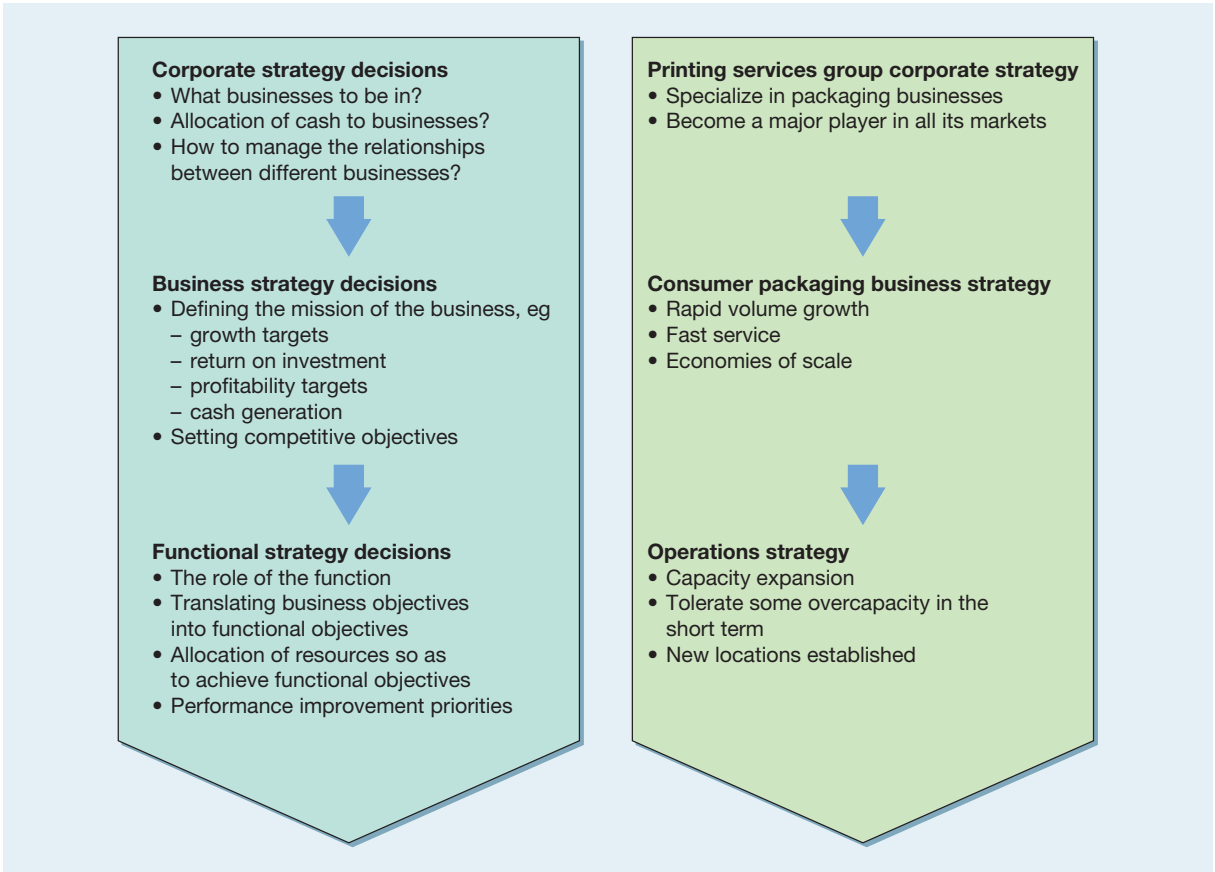 Corporate strategy decisions
• What businesses to be in?
• Allocation of cash to businesses?
• How to manage the relationships
between different businesses?
Business strategy decisions
• Defining the mission of the business, eg
– growth targets
– return on investment
– profitability targets
– cash generation
• Setting competitive objectives
Functional strategy decisions
• The role of the function
• Translating business objectives
into functional objectives
• Allocation of resources so as
to achieve functional objectives
• Performance improvement priorities
Printing services group corporate strategy
• Specialize in packaging businesses
• Become a major player in all its markets
Consumer packaging business strategy
• Rapid volume growth
• Fast service
• Economies of scale
Operations strategy
• Capacity expansion
• Tolerate some overcapacity in the
short term
• New locations established